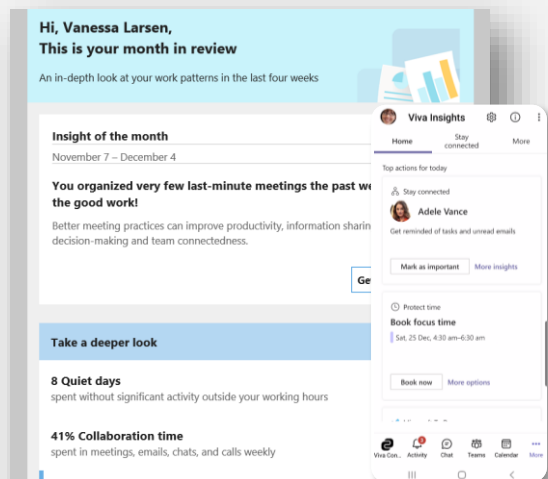 Hi, Vanessa Larsen,
This is your month in review
An in-depth look at your work patterns in the last four weeks
Insight of the month
November 7 – December 4
You organized very few last-minute meetings the past
the good work!
Better meeting practices can improve productivity, information
decision-making and team connectedness.
Take a deeper look
8 Quiet days
spent without significant activity outside your working hours
41% Collaboration time
spent in meetings, emails, chats, and calls weekly
Viva Insights
Home
Stay
connected
More
Top actions for today
Stay connected
Adele Vance
Get reminded of tasks and unread emails
Mark as important
More insights
Protect time
Book focus time
Sat, 25 Dec, 4:30 am–6:30 am
Book now
More options
Viva Con...
Activity
Chat
Teams
Calendar
More